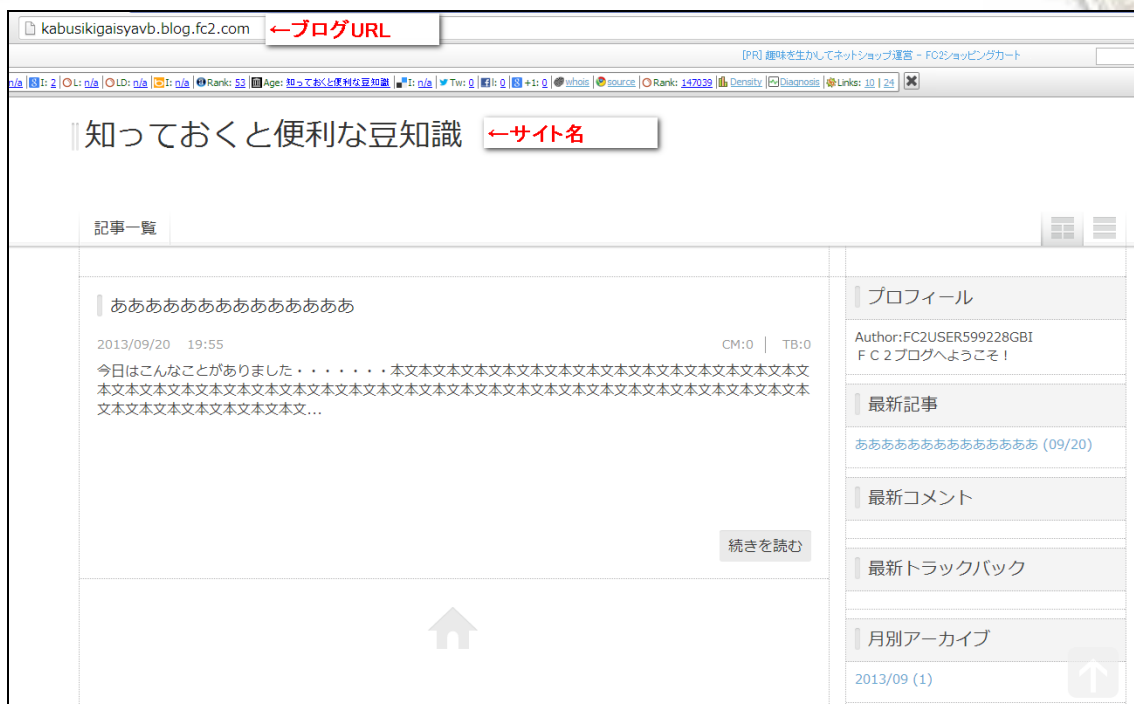 kabusikigaisyavb.blog.fc2.com ←ブログURL
[PR] 趣味を生かしてネットショップ運営 - FC2ショッピングカート
n/a I: 2 L: n/a LD: n/a I: n/a Rank: 53 Age: 知っておくと便利な豆知識 I: n/a Tw: 0 l: 0 +1: 0 whois source Rank: 147039 Density Diagnosis Links: 10 | 24
知っておくと便利な豆知識 ←サイト名
記事一覧
ああああああああああああああ
2013/09/20 19:55 CM:0 TB:0
今日はこんなことがありました・・・・・・・本文本文本文本文本文本文本文本文本文本文本文本文本文本文本文
本文本文本文本文本文本文本文本文本文本文本文本文本文本文本文本文本文本文本文本文本文本文本文本文本文本
文本文本文本文本文本文本文本文...
続きを読む
プロフィール
Author:FC2USER599228GBI
FC2ブログへようこそ!
最新記事
ああああああああああああああ (09/20)
最新コメント
最新トラックバック
月別アーカイブ
2013/09 (1)